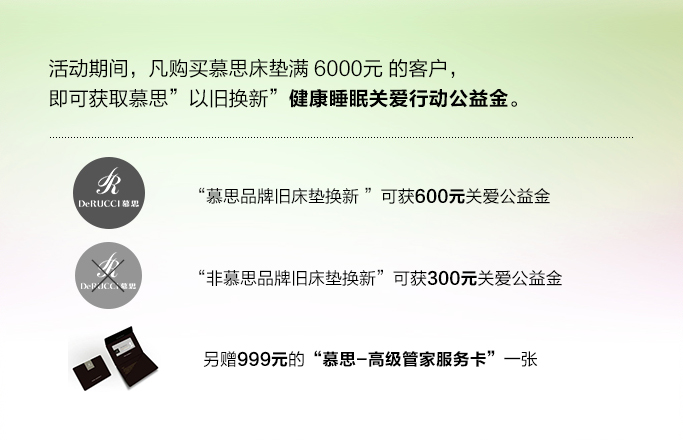 活动期间，凡购买慕思床垫满 6000元 的客户，
即可获取慕思”以旧换新”健康睡眠关爱行动公益金。
DeRUCCI 慕思
“慕思品牌旧床垫换新 ”可获600元关爱公益金
DeRUCCI 慕思
“非慕思品牌旧床垫换新”可获300元关爱公益金
另赠999元的“慕思-高级管家服务卡”一张